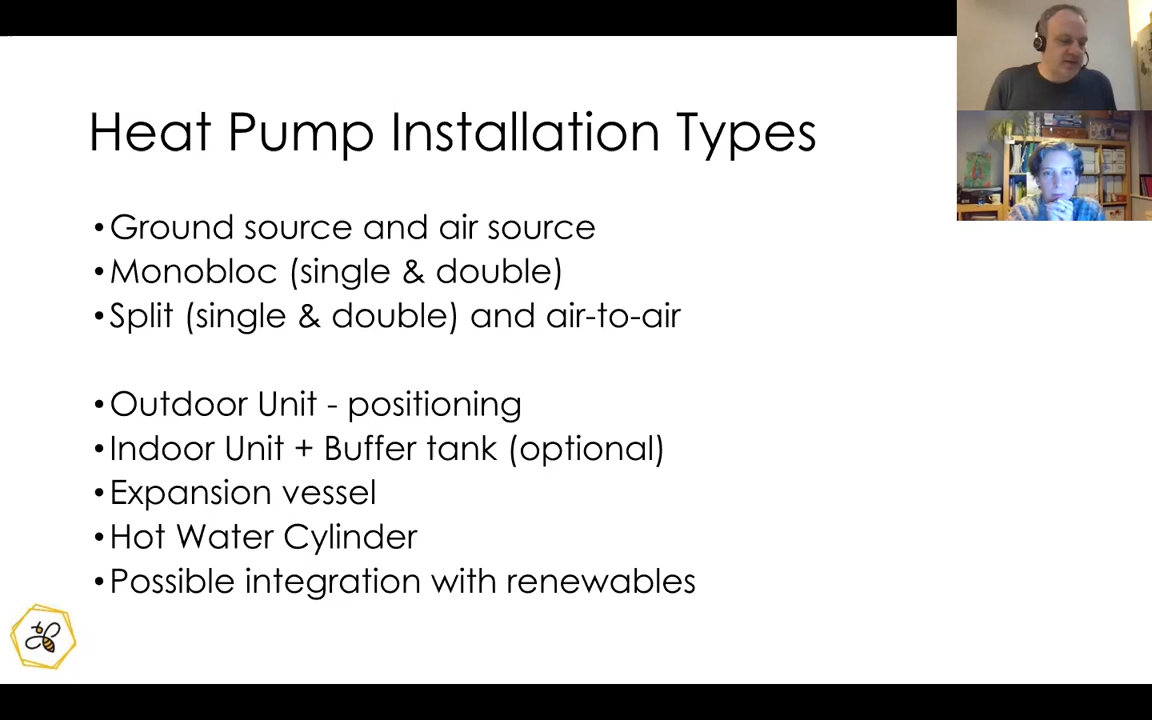 Heat Pump Installation Types
•Ground source and air source
•Monobloc (single & double)
•Split (single & double) and air-to-air
•Outdoor Unit - positioning
•Indoor Unit + Buffer tank (optional)
•Expansion vessel
•Hot Water Cylinder
•Possible integration with renewables